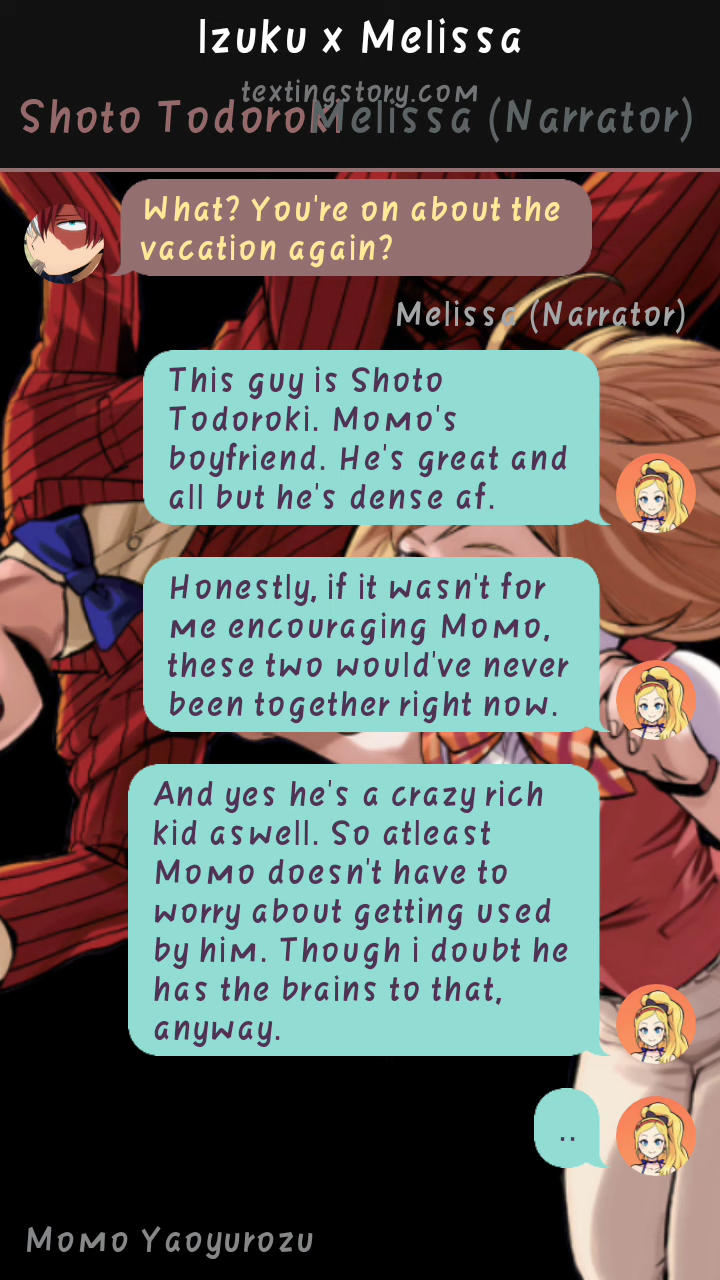 Izuku x Melissa
textingstory.com
Shoto Todoroki
Melissa (Narrator)
What? You're on about the
vacation again?
Melissa (Narrator)
This guy is Shoto
Todoroki. Momo's
boyfriend. He's great and
all but he's dense af.
Honestly, if it wasn't for
me encouraging Momo,
these two would've never
been together right now.
And yes he's a crazy rich
kid aswell. So atleast
Momo doesn't have to
worry about getting used
by him. Though i doubt he
has the brains to that,
anyway.
..
Momo Yaoyurozu